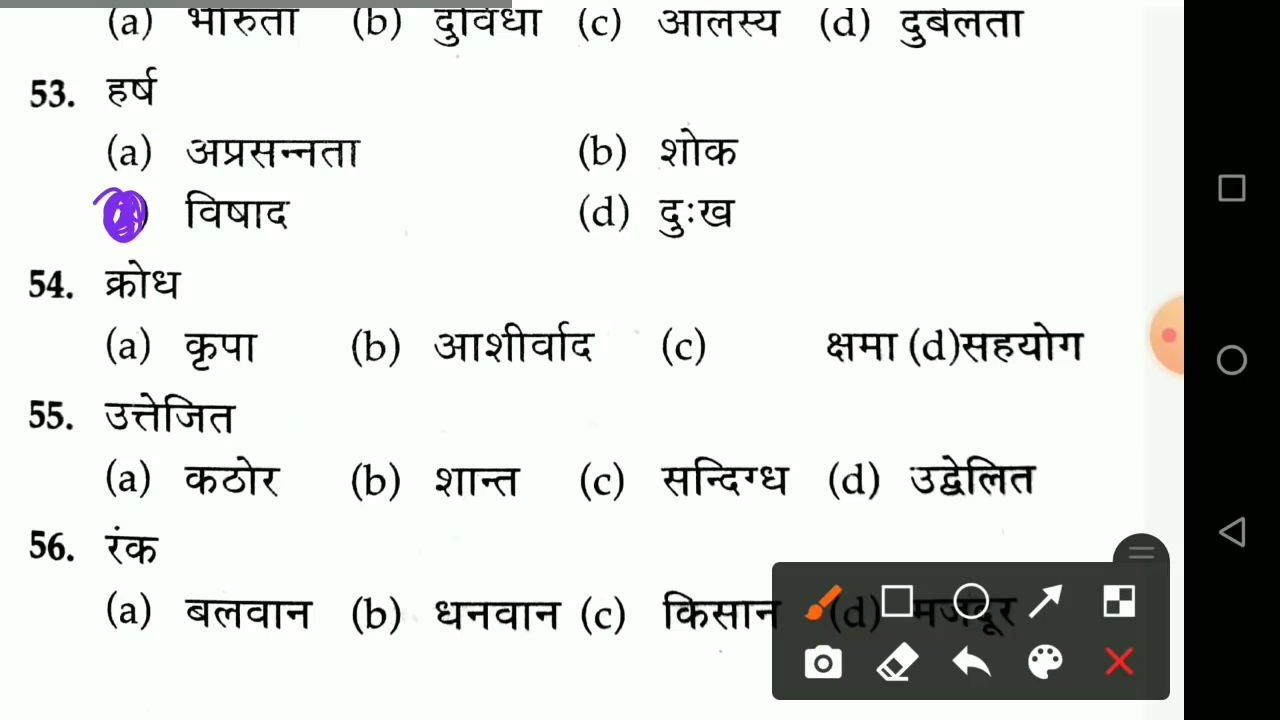 (a) भीरुता (b) दुविधा (c) आलस्य (d) दुर्बलता
53. हर्ष
(a) अप्रसन्नता (b) शोक
विषाद (d) दुःख
54. क्रोध
(a) कृपा (b) आशीर्वाद (c) क्षमा (d)सहयोग
55. उत्तेजित
(a) कठोर (b) शान्त (c) सन्दिग्ध (d) उद्वेलित
56. रंक
(a) बलवान (b) धनवान (c) किसान (d) मजदूर